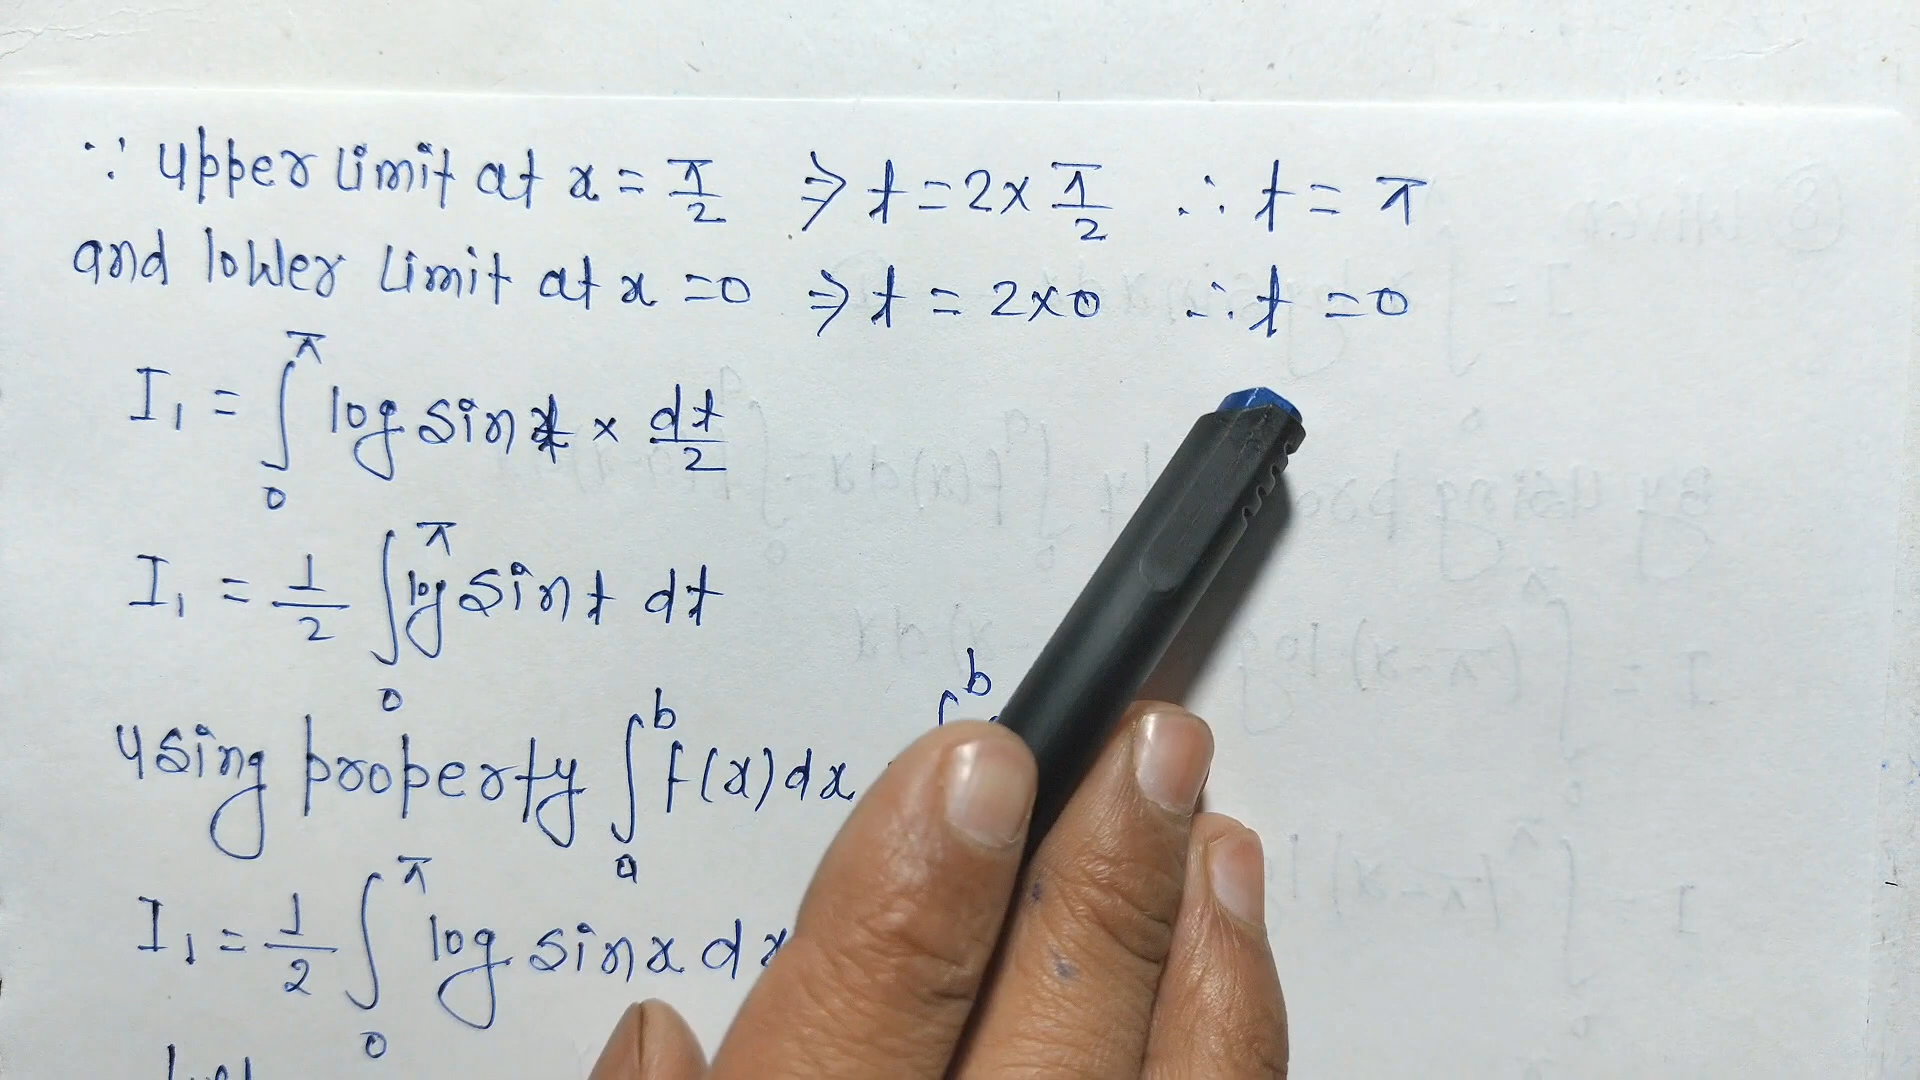 ∵ upper limit at x = π/2 ⇒ t = 2 × π/2 ∴ t = π
and lower limit at x = 0 ⇒ t = 2×0 ∴ t = 0
I₁ = ∫₀^π log sin t × dt/2
I₁ = 1/2 ∫₀^π log sin t dt
using property ∫ₐᵇ f(x) dx b
I₁ = 1/2 ∫₀^π log sin x dx